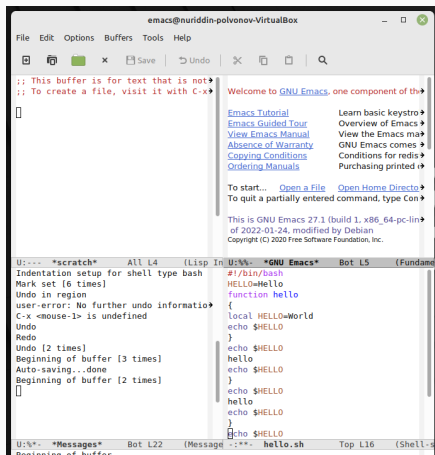 emacs@nuriddin-polvonov-VirtualBox
File Edit Options Buffers Tools Help
Save Undo
;; This buffer is for text that is not
;; To create a file, visit it with C-x
U:--- *scratch* All L4 (Lisp In
Welcome to GNU Emacs, one component of the
Emacs Tutorial Learn basic keystro
Emacs Guided Tour Overview of Emacs
View Emacs Manual View the Emacs ma
Absence of Warranty GNU Emacs comes
Copying Conditions Conditions for redis
Ordering Manuals Purchasing printed
To start... Open a File Open Home Directo
To quit a partially entered command, type Con
This is GNU Emacs 27.1 (build 1, x86_64-pc-lin
of 2022-01-24, modified by Debian
Copyright (C) 2020 Free Software Foundation, Inc.
U:%%- *GNU Emacs* Bot L5 (Fundame
Indentation setup for shell type bash
Mark set [6 times]
Undo in region
user-error: No further undo informatio
C-x <mouse-1> is undefined
Undo
Redo
Undo [2 times]
Beginning of buffer [3 times]
Auto-saving...done
Beginning of buffer [2 times]
U:%*- *Messages* Bot L22 (Message
#!/bin/bash
HELLO=Hello
function hello
{
local HELLO=World
echo $HELLO
}
echo $HELLO
hello
echo $HELLO
}
echo $HELLO
hello
echo $HELLO
}
echo $HELLO
-:**- hello.sh Top L16 (Shell-s
Beginning of buffer